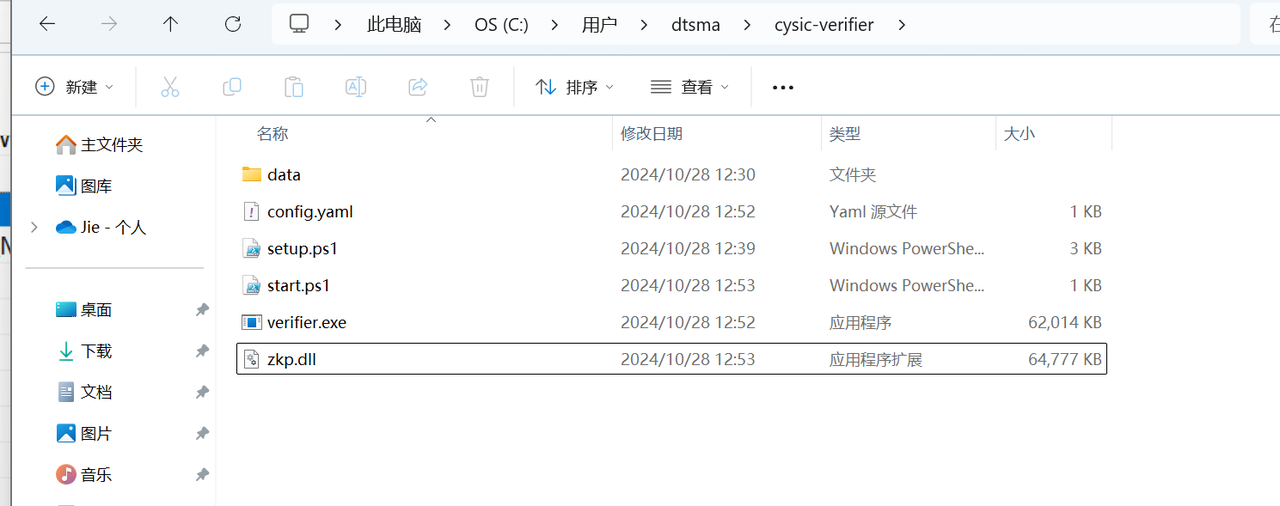 此电脑 > OS (C:) > 用户 > dtsma > cysic-verifier >
新建 排序 查看 •••
名称 修改日期 类型 大小
主文件夹
图库
Jie - 个人
桌面
下载
文档
图片
音乐
data 2024/10/28 12:30 文件夹
config.yaml 2024/10/28 12:52 Yaml 源文件 1 KB
setup.ps1 2024/10/28 12:39 Windows PowerShe... 3 KB
start.ps1 2024/10/28 12:53 Windows PowerShe... 1 KB
verifier.exe 2024/10/28 12:52 应用程序 62,014 KB
zkp.dll 2024/10/28 12:53 应用程序扩展 64,777 KB